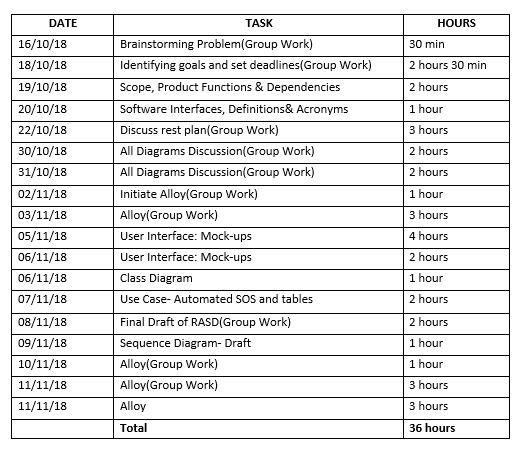 DATE TASK HOURS
16/10/18 Brainstorming Problem(Group Work) 30 min
18/10/18 Identifying goals and set deadlines(Group Work) 2 hours 30 min
19/10/18 Scope, Product Functions & Dependencies 2 hours
20/10/18 Software Interfaces, Definitions& Acronyms 1 hour
22/10/18 Discuss rest plan(Group Work) 3 hours
30/10/18 All Diagrams Discussion(Group Work) 2 hours
31/10/18 All Diagrams Discussion(Group Work) 2 hours
02/11/18 Initiate Alloy(Group Work) 1 hour
03/11/18 Alloy(Group Work) 3 hours
05/11/18 User Interface: Mock-ups 4 hours
06/11/18 User Interface: Mock-ups 2 hours
06/11/18 Class Diagram 1 hour
07/11/18 Use Case- Automated SOS and tables 2 hours
08/11/18 Final Draft of RASD(Group Work) 2 hours
09/11/18 Sequence Diagram- Draft 1 hour
10/11/18 Alloy(Group Work) 1 hour
11/11/18 Alloy(Group Work) 3 hours
11/11/18 Alloy 3 hours
Total 36 hours